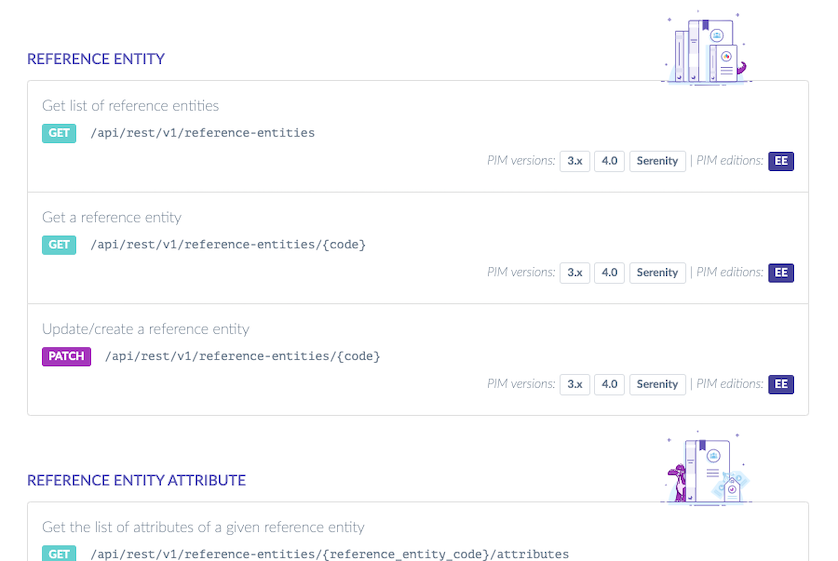 REFERENCE ENTITY
Get list of reference entities
GET /api/rest/v1/reference-entities
PIM versions: 3.x 4.0 Serenity | PIM editions: EE
Get a reference entity
GET /api/rest/v1/reference-entities/{code}
PIM versions: 3.x 4.0 Serenity | PIM editions: EE
Update/create a reference entity
PATCH /api/rest/v1/reference-entities/{code}
PIM versions: 3.x 4.0 Serenity | PIM editions: EE
REFERENCE ENTITY ATTRIBUTE
Get the list of attributes of a given reference entity
GET /api/rest/v1/reference-entities/{reference_entity_code}/attributes